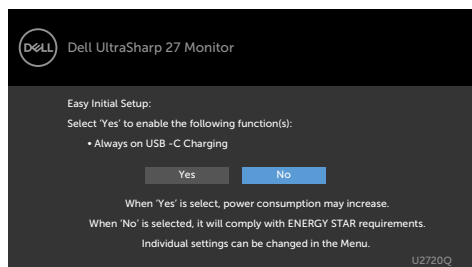 DELL
Dell UltraSharp 27 Monitor
Easy Initial Setup:
Select 'Yes' to enable the following function(s):
• Always on USB -C Charging
Yes No
When 'Yes' is select, power consumption may increase.
When 'No' is selected, it will comply with ENERGY STAR requirements.
Individual settings can be changed in the Menu.
U2720Q